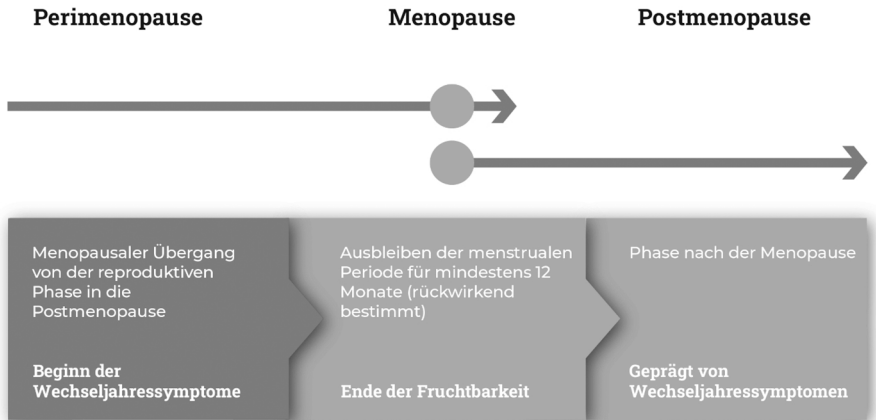 Perimenopause
Menopause
Postmenopause
Menopausaler Übergang
von der reproduktiven
Phase in die
Postmenopause
Beginn der
Wechseljahressymptome
Ausbleiben der menstrualen
Periode für mindestens 12
Monate (rückwirkend
bestimmt)
Ende der Fruchtbarkeit
Phase nach der Menopause
Geprägt von
Wechseljahressymptomen